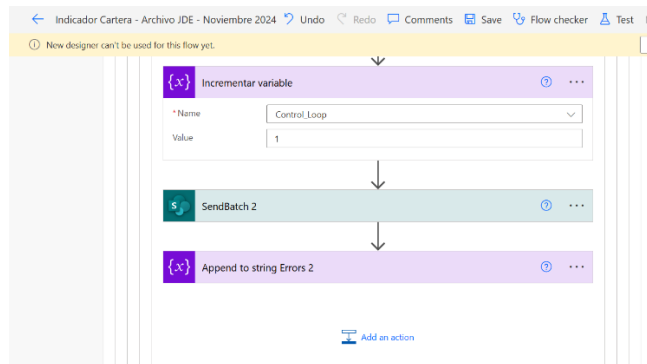 Indicador Cartera - Archivo JDE - Noviembre 2024 Undo Redo Comments Save Flow checker Test
New designer can't be used for this flow yet.
{x} Incrementar variable
* Name Control_Loop
Value 1
S SendBatch 2
{x} Append to string Errors 2
Add an action